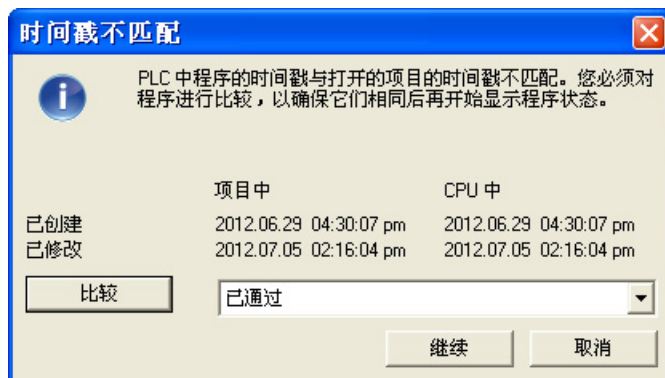 时间戳不匹配
PLC 中程序的时间戳与打开的项目的时间戳不匹配。您必须对
程序进行比较，以确保它们相同后再开始显示程序状态。
项目中 CPU 中
已创建 2012.06.29 04:30:07 pm 2012.06.29 04:30:07 pm
已修改 2012.07.05 02:16:04 pm 2012.07.05 02:16:04 pm
比较 已通过
继续 取消